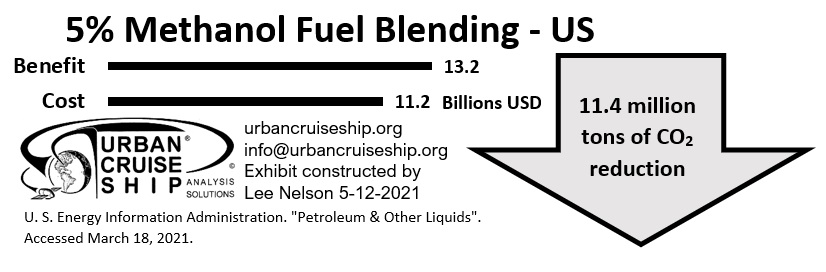 5% Methanol Fuel Blending - US
Benefit 13.2
Cost 11.2 Billions USD
11.4 million
tons of CO₂
reduction
URBAN®
CRUISE ©
SHIP ANALYSIS
SOLUTIONS
urbancruiseship.org
info@urbancruiseship.org
Exhibit constructed by
Lee Nelson 5-12-2021
U. S. Energy Information Administration. "Petroleum & Other Liquids".
Accessed March 18, 2021.